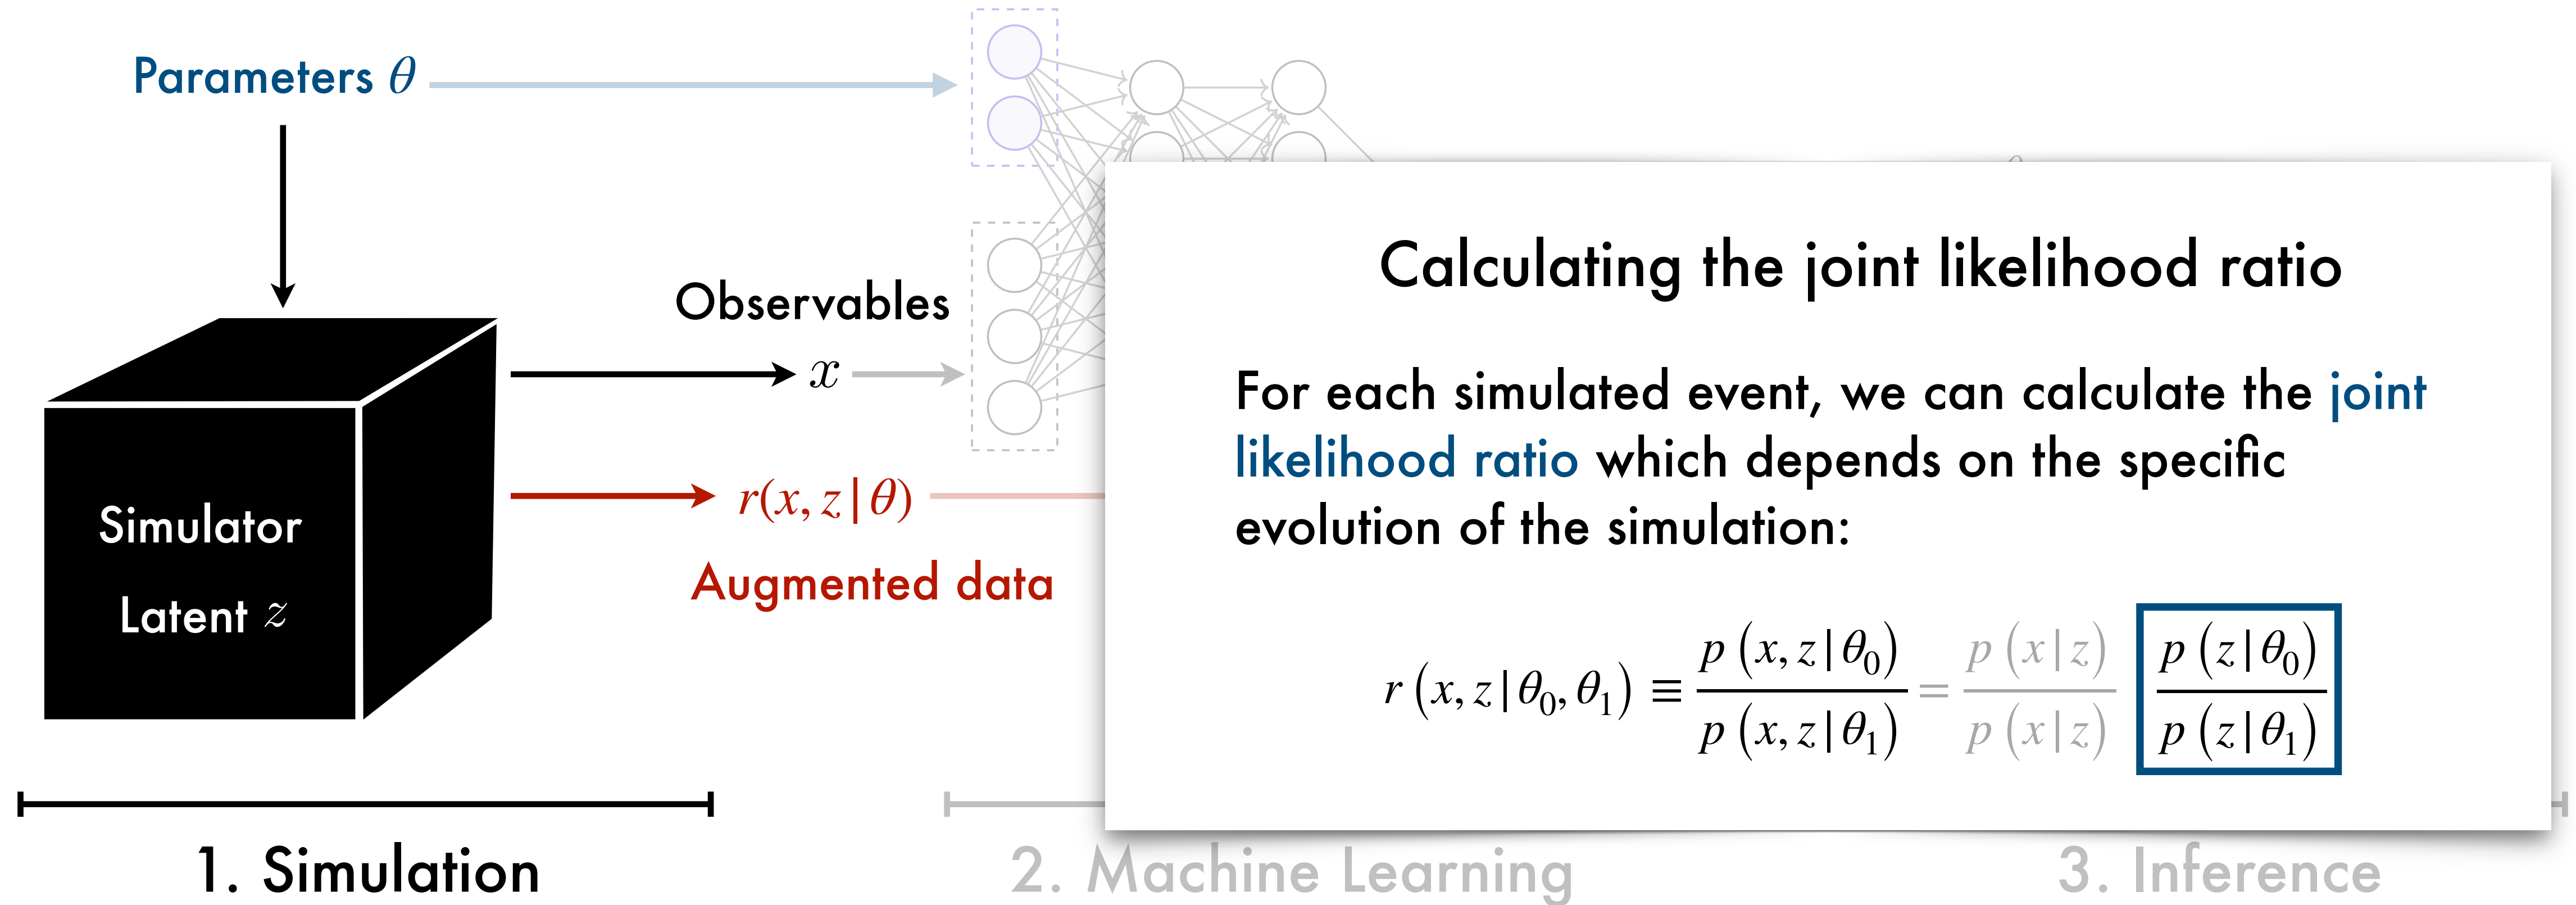 Parameters θ
Observables
x
r(x, z | θ)
Augmented data
Simulator
Latent z
Calculating the joint likelihood ratio
For each simulated event, we can calculate the joint
likelihood ratio which depends on the specific
evolution of the simulation:
r (x, z | θ₀, θ₁) ≡ p (x, z | θ₀) / p (x, z | θ₁) = p (x | z) / p (x | z) p (z | θ₀) / p (z | θ₁)
1. Simulation
2. Machine Learning
3. Inference